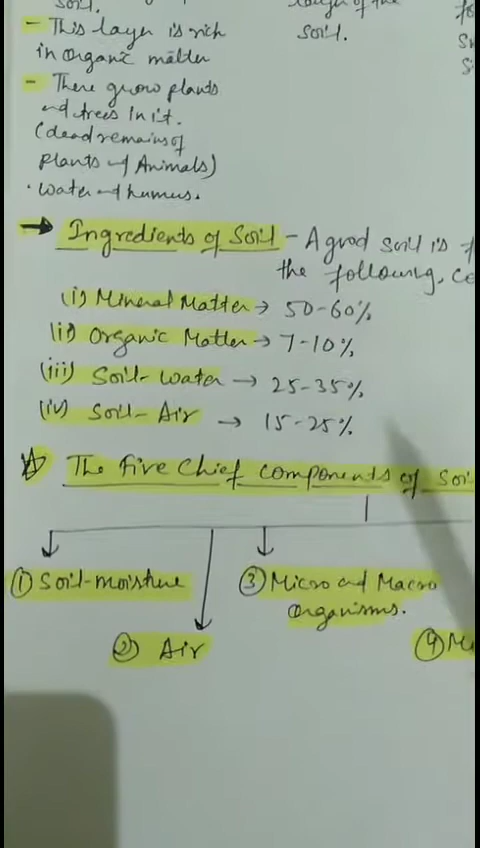 soil.
- This layer is rich
in organic matter
- There grow plants
and trees in it.
(dead remains of
plants and Animals)
· water and humus.
soil.
→ Ingredients of Soil - A good soil is
the following,
(i) Mineral Matter → 50-60%
(ii) Organic Matter → 7-10%
(iii) Soil-water → 25-35%
(iv) Soil-Air → 15-25%
The five chief components of Soi
① Soil-moisture
② Air
③ Micro and Macro
organisms.
④ M